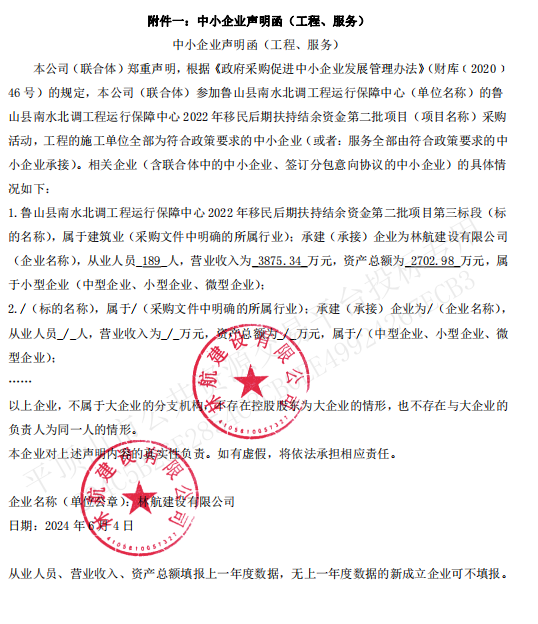 附件一：中小企业声明函（工程、服务）
中小企业声明函（工程、服务）
本公司（联合体）郑重声明，根据《政府采购促进中小企业发展管理办法》（财库﹝2020﹞
46 号）的规定，本公司（联合体）参加鲁山县南水北调工程运行保障中心（单位名称）的鲁
山县南水北调工程运行保障中心 2022 年移民后期扶持结余资金第二批项目（项目名称）采购
活动，工程的施工单位全部为符合政策要求的中小企业（或者：服务全部由符合政策要求的中
小企业承接）。相关企业（含联合体中的中小企业、签订分包意向协议的中小企业）的具体情
况如下：
1.鲁山县南水北调工程运行保障中心 2022 年移民后期扶持结余资金第二批项目第三标段（标
的名称），属于建筑业（采购文件中明确的所属行业）；承建（承接）企业为林航建设有限公司
（企业名称），从业人员 189 人，营业收入为 3875.34 万元，资产总额为 2702.98 万元，属
于小型企业（中型企业、小型企业、微型企业）；
2./（标的名称），属于/（采购文件中明确的所属行业）；承建（承接）企业为/（企业名称），
从业人员_/_人，营业收入为_/_万元，资产总额为_/_万元，属于/（中型企业、小型企业、微
型企业）；
……
以上企业，不属于大企业的分支机构，不存在控股股东为大企业的情形，也不存在与大企业的
负责人为同一人的情形。
本企业对上述声明内容的真实性负责。如有虚假，将依法承担相应责任。
企业名称（单位公章）：林航建设有限公司
日期：2024 年 6 月 4 日
从业人员、营业收入、资产总额填报上一年度数据，无上一年度数据的新成立企业可不填报。
林航建设有限公司
4105810051327
林航建设有限公司
4105810051327